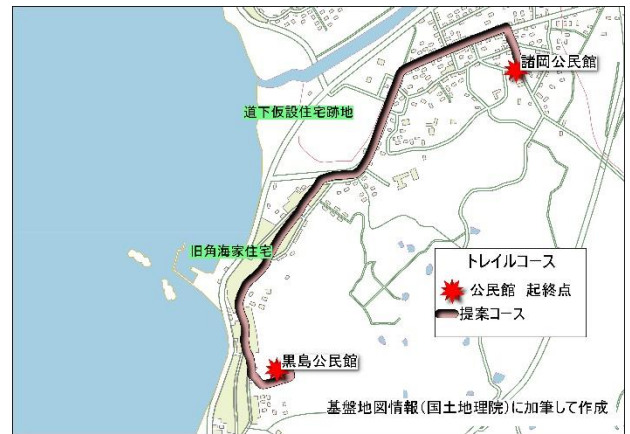 諸岡公民館
道下仮設住宅跡地
旧角海家住宅
トレイルコース
公民館 起終点
提案コース
黒島公民館
基盤地図情報(国土地理院)に加筆して作成